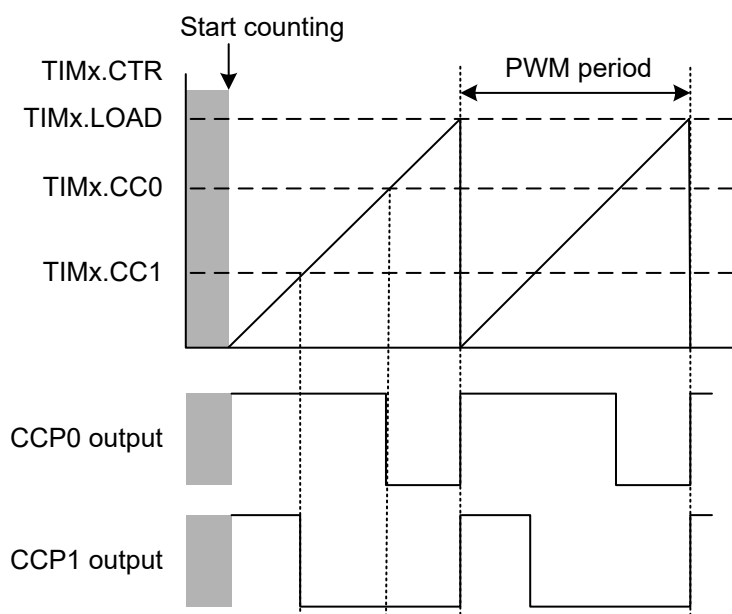 Start counting
TIMx.CTR
PWM period
TIMx.LOAD
TIMx.CC0
TIMx.CC1
CCP0 output
CCP1 output